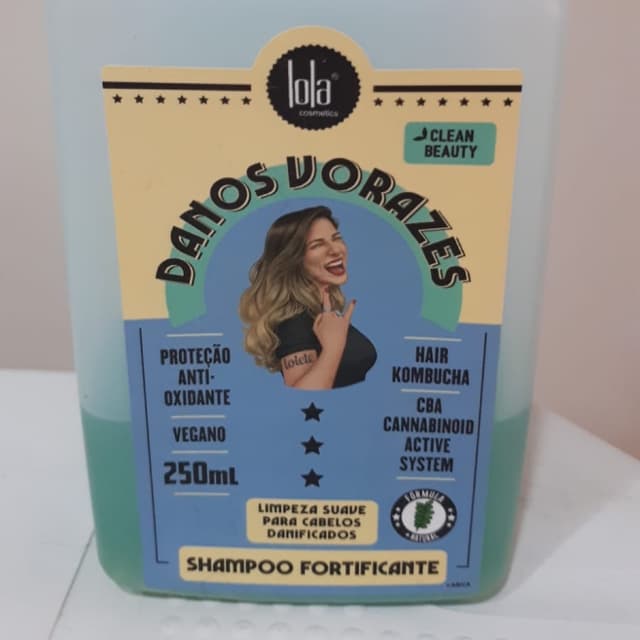 lola®
cosmetics
CLEAN
BEAUTY
DANOS VORAZES
lolete
PROTEÇÃO
ANTI-
OXIDANTE
VEGANO
250mL
HAIR
KOMBUCHA
CBA
CANNABINOID
ACTIVE
SYSTEM
FÓRMULA
NATURAL
LIMPEZA SUAVE
PARA CABELOS
DANIFICADOS
SHAMPOO FORTIFICANTE